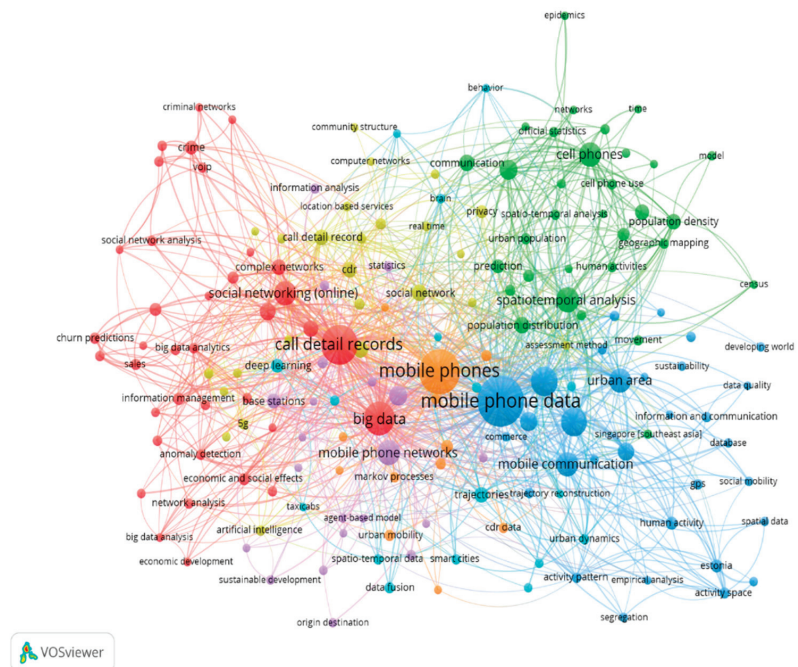 epidemics
behavior
criminal networks
networks
time
community structure
official statistics
crime
computer networks
communication
cell phones
model
voip
information analysis
cell phone use
brain
location based services
privacy
spatio-temporal analysis
population density
real time
social network analysis
call detail record
urban population
geographic mapping
complex networks
cdr
statistics
prediction
human activities
census
social networking (online)
social network
spatiotemporal analysis
population distribution
churn predictions
call detail records
assessment method
movement
developing world
big data analytics
sales
deep learning
mobile phones
urban area
sustainability
data quality
information management
base stations
mobile phone data
5g
big data
information and communication
commerce
singapore [southeast asia]
database
anomaly detection
mobile phone networks
mobile communication
economic and social effects
markov processes
social mobility
gps
network analysis
taxicabs
trajectories
trajectory reconstruction
agent-based model
spatial data
human activity
artificial intelligence
urban mobility
cdr data
big data analysis
urban dynamics
economic development
spatio-temporal data
smart cities
estonia
sustainable development
data fusion
activity pattern
empirical analysis
activity space
origin destination
segregation
VOSviewer